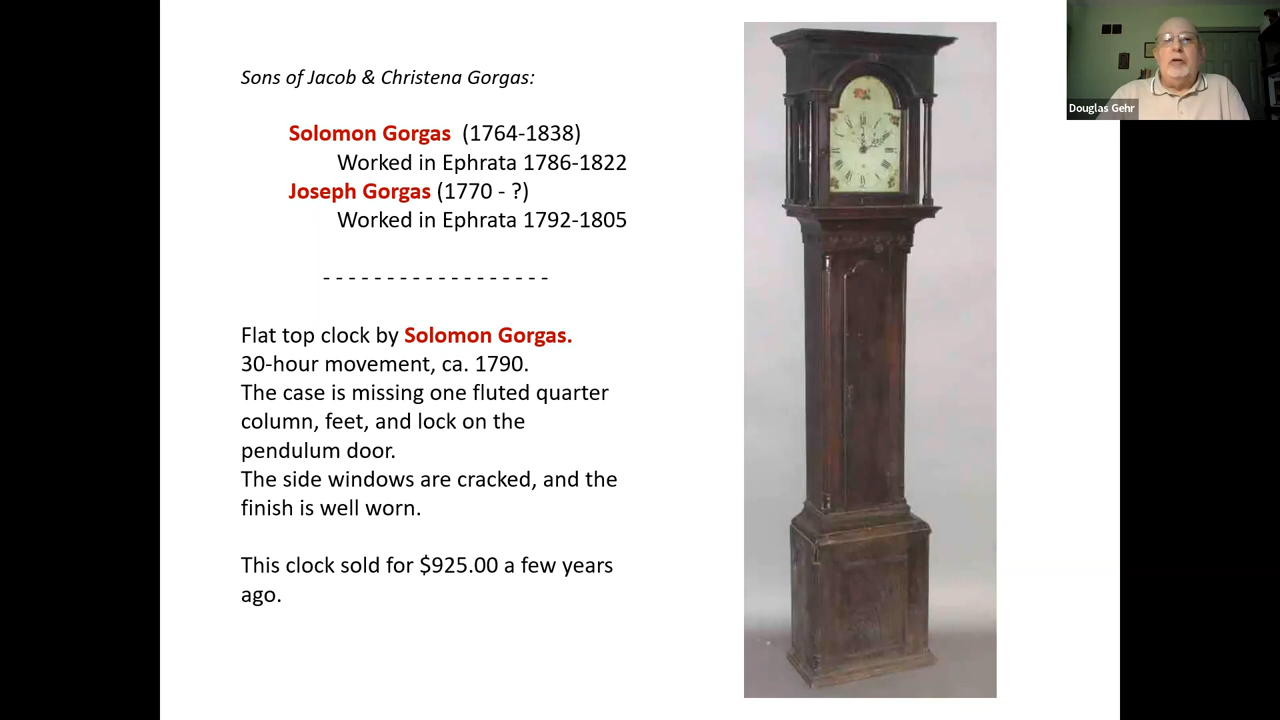 Sons of Jacob & Christena Gorgas:
Solomon Gorgas (1764-1838)
Worked in Ephrata 1786-1822
Joseph Gorgas (1770 - ?)
Worked in Ephrata 1792-1805
- - - - - - - - - - - - - - - - - -
Flat top clock by Solomon Gorgas.
30-hour movement, ca. 1790.
The case is missing one fluted quarter
column, feet, and lock on the
pendulum door.
The side windows are cracked, and the
finish is well worn.
This clock sold for $925.00 a few years
ago.
Douglas Gehr